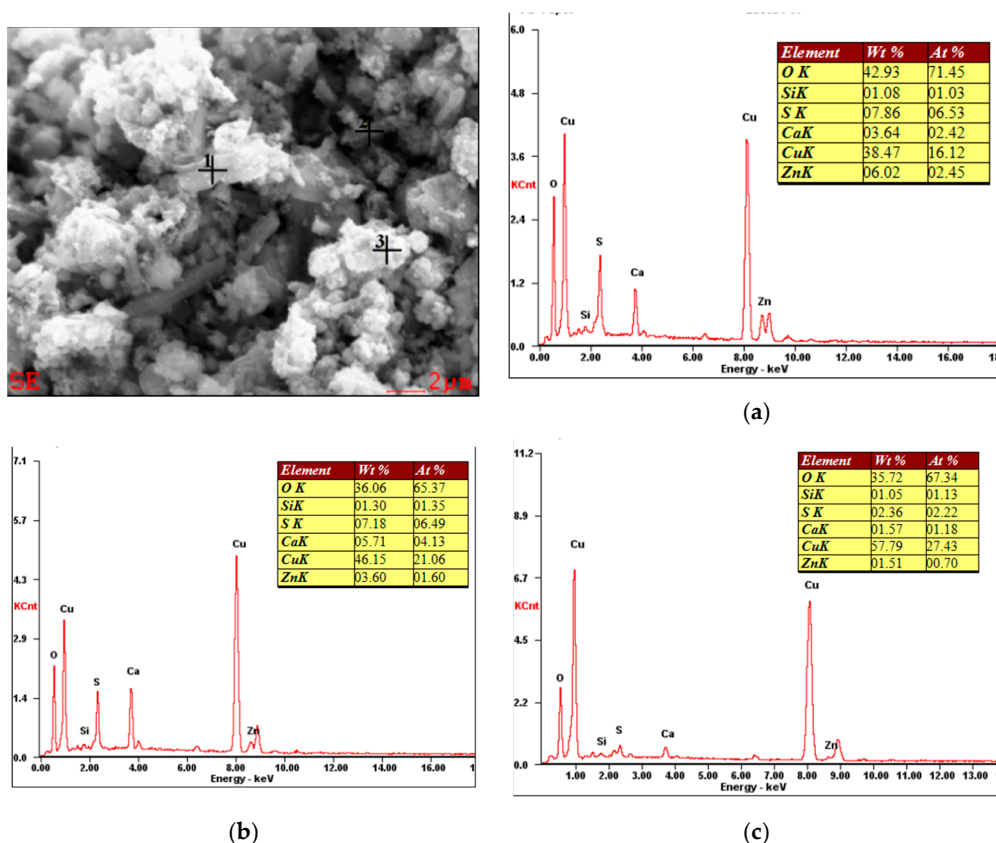 1
2
3
SE
2µm
6.0
4.8
3.6
KCnt
2.4
1.2
0.0
O
Cu
Si
S
Ca
Cu
Zn
0.00 2.00 4.00 6.00 8.00 10.00 12.00 14.00 16.00 18
Energy - keV
Element Wt % At %
O K 42.93 71.45
SiK 01.08 01.03
S K 07.86 06.53
CaK 03.64 02.42
CuK 38.47 16.12
ZnK 06.02 02.45
(a)
7.1
5.7
4.3
KCnt
2.9
1.4
0.0
O
Cu
Si
S
Ca
Cu
Zn
0.00 2.00 4.00 6.00 8.00 10.00 12.00 14.00 16.00
Energy - keV
Element Wt % At %
O K 36.06 65.37
SiK 01.30 01.35
S K 07.18 06.49
CaK 05.71 04.13
CuK 46.15 21.06
ZnK 03.60 01.60
(b)
11.2
8.9
6.7
KCnt
4.5
2.2
0.0
O
Cu
Si
S
Ca
Cu
Zn
1.00 2.00 3.00 4.00 5.00 6.00 7.00 8.00 9.00 10.00 11.00 12.00 13.00 14
Energy - keV
Element Wt % At %
O K 35.72 67.34
SiK 01.05 01.13
S K 02.36 02.22
CaK 01.57 01.18
CuK 57.79 27.43
ZnK 01.51 00.70
(c)